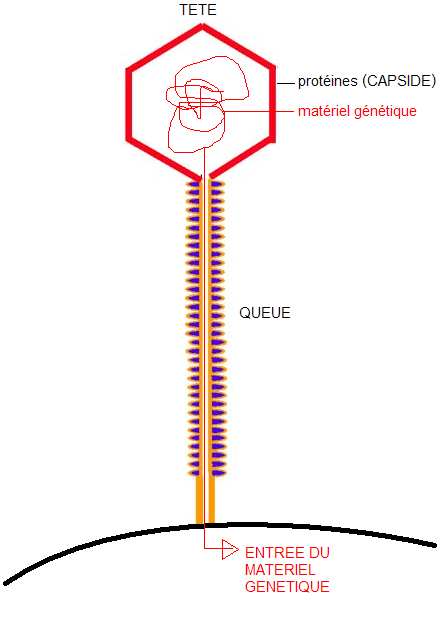 TETE
protéines (CAPSIDE)
matériel génétique
QUEUE
ENTREE DU
MATERIEL
GENETIQUE